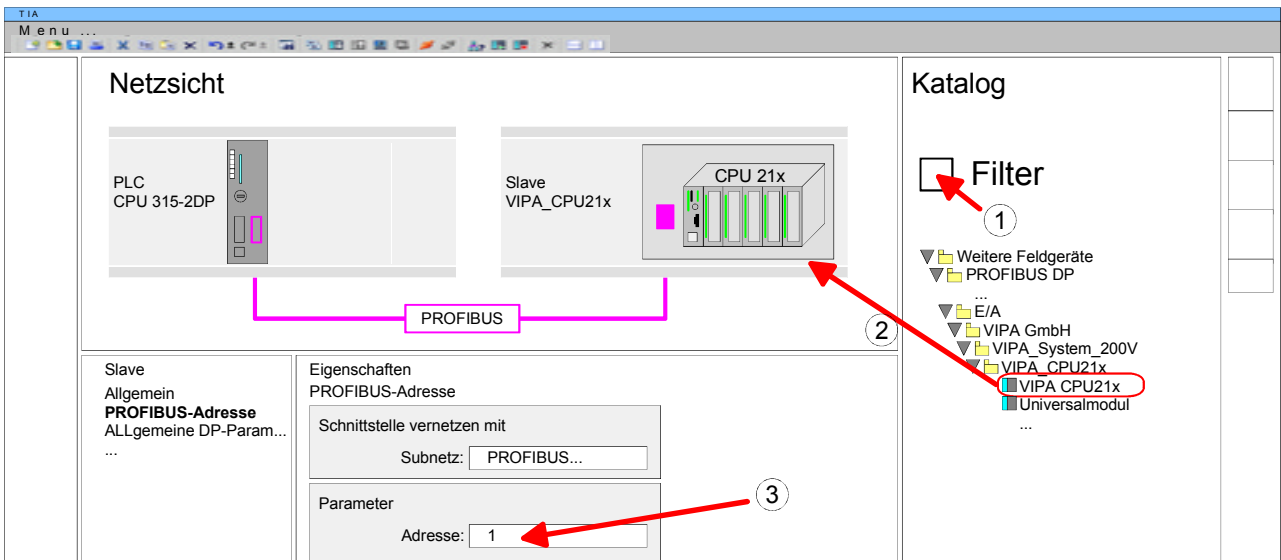 TIA
Menu ...
Netzsicht
PLC
CPU 315-2DP
Slave
VIPA_CPU21x
CPU 21x
PROFIBUS
2
Katalog
Filter
1
Weitere Feldgeräte
PROFIBUS DP
...
E/A
VIPA GmbH
VIPA_System_200V
VIPA_CPU21x
VIPA CPU21x
Universalmodul
...
Slave
Allgemein
PROFIBUS-Adresse
ALLgemeine DP-Param...
...
Eigenschaften
PROFIBUS-Adresse
Schnittstelle vernetzen mit
Subnetz: PROFIBUS...
Parameter
Adresse: 1
3